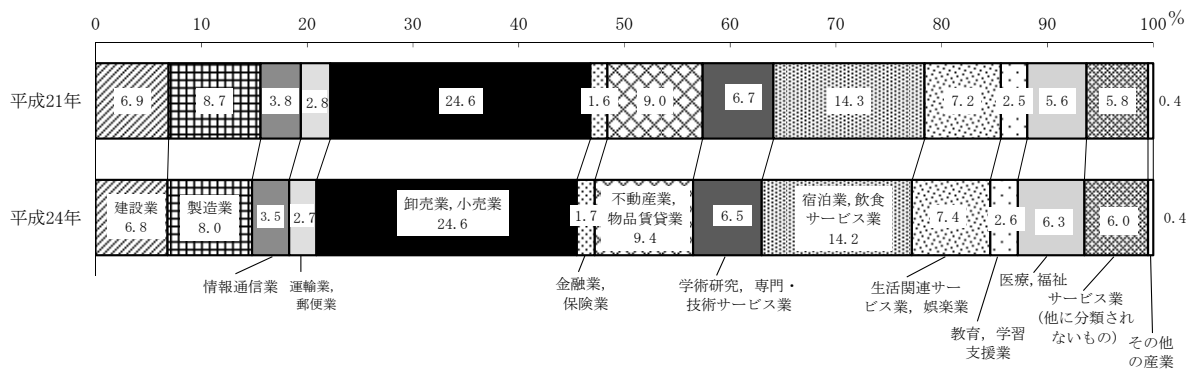 0 10 20 30 40 50 60 70 80 90 100 %
平成21年 6.9 8.7 3.8 2.8 24.6 1.6 9.0 6.7 14.3 7.2 2.5 5.6 5.8 0.4
平成24年
建設業
6.8
製造業
8.0
3.5
2.7
卸売業,小売業
24.6
1.7
不動産業,
物品賃貸業
9.4
6.5
宿泊業,飲食
サービス業
14.2
7.4
2.6
6.3
6.0
0.4
情報通信業
運輸業,
郵便業
金融業,
保険業
学術研究, 専門・
技術サービス業
生活関連サー
ビス業, 娯楽業
教育, 学習
支援業
医療,福祉
サービス業
(他に分類され
ないもの)
その他
の産業